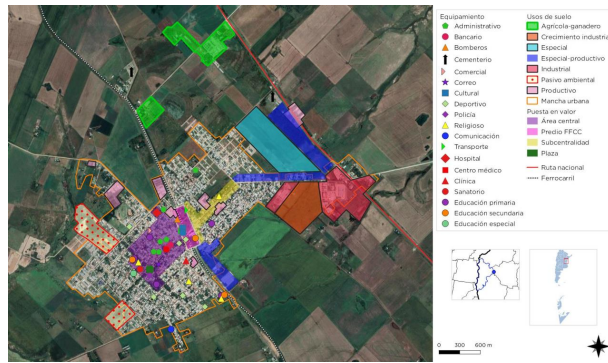 Equipamiento
Administrativo
Bancario
Bomberos
Cementerio
Comercial
Correo
Cultural
Deportivo
Policía
Religioso
Comunicación
Transporte
Hospital
Centro médico
Clínica
Sanatorio
Educación primaria
Educación secundaria
Educación especial
Usos de suelo
Agrícola-ganadero
Crecimiento industrial
Especial
Especial-productivo
Industrial
Pasivo ambiental
Productivo
Mancha urbana
Puesta en valor
Área central
Predio FFCC
Subcentralidad
Plaza
Ruta nacional
Ferrocarril
0 300 600 m